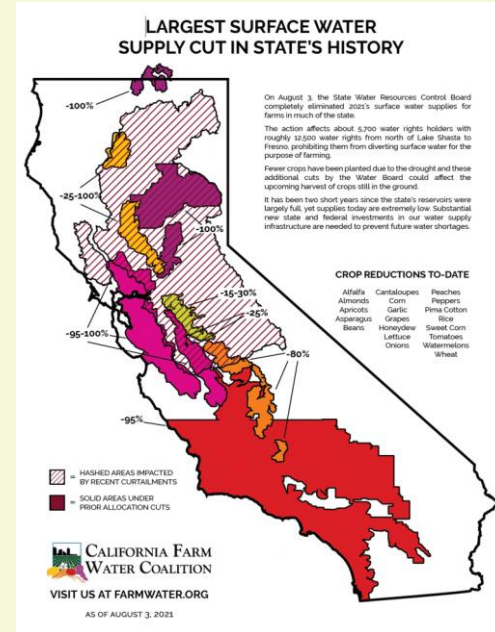 LARGEST SURFACE WATER
SUPPLY CUT IN STATE'S HISTORY
-100%
On August 3, the State Water Resources Control Board
completely eliminated 2021's surface water supplies for
farms in much of the state.
The action affects about 5,700 water rights holders with
roughly 12,500 water rights from north of Lake Shasta to
Fresno, prohibiting them from diverting surface water for the
purpose of farming.
Fewer crops have been planted due to the drought and these
additional cuts by the Water Board could affect the
upcoming harvest of crops still in the ground.
It has been two short years since the state's reservoirs were
largely full, yet supplies today are extremely low. Substantial
new state and federal investments in our water supply
infrastructure are needed to prevent future water shortages.
-25-100%
-100%
CROP REDUCTIONS TO-DATE
Alfalfa Cantaloupes Peaches
Almonds Corn Peppers
Apricots Garlic Pima Cotton
Asparagus Grapes Rice
Beans Honeydew Sweet Corn
Lettuce Tomatoes
Onions Watermelons
Wheat
-15-30%
-25%
-95-100%
-80%
-95%
= HASHED AREAS IMPACTED
BY RECENT CURTAILMENTS
= SOLID AREAS UNDER
PRIOR ALLOCATION CUTS
CALIFORNIA FARM
WATER COALITION
VISIT US AT FARMWATER.ORG
AS OF AUGUST 3, 2021